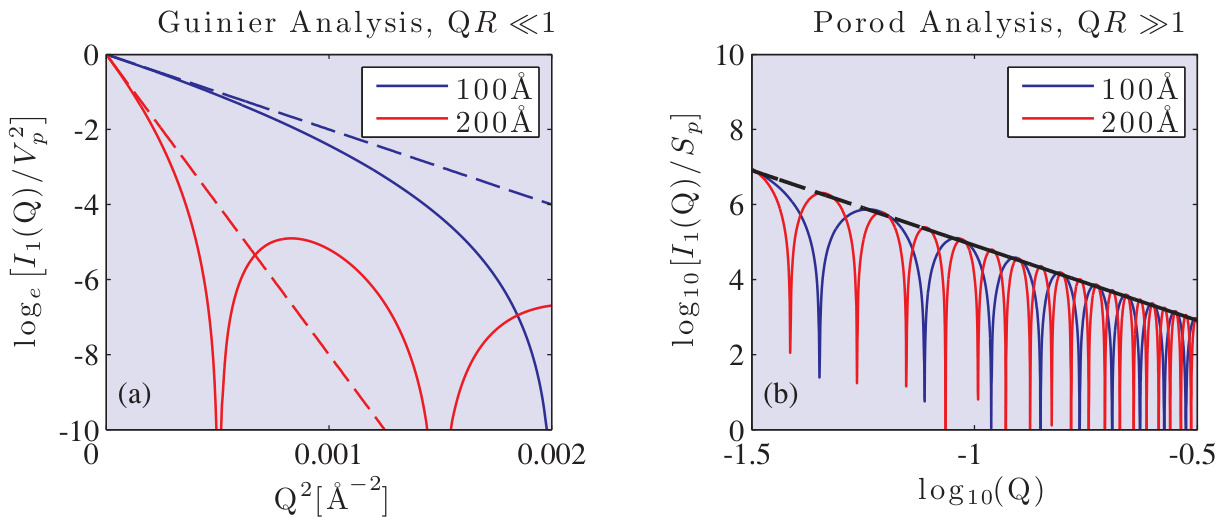 Guinier Analysis, QR ≪1
0
-2
-4
-6
-8
-10
log_e [I_1(Q)/V_p^2]
100Å
200Å
(a)
0
0.001
0.002
Q^2[Å^−2]
Porod Analysis, QR ≫1
10
8
6
4
2
0
log_10[I_1(Q)/S_p]
100Å
200Å
(b)
-1.5
-1
-0.5
log_10(Q)